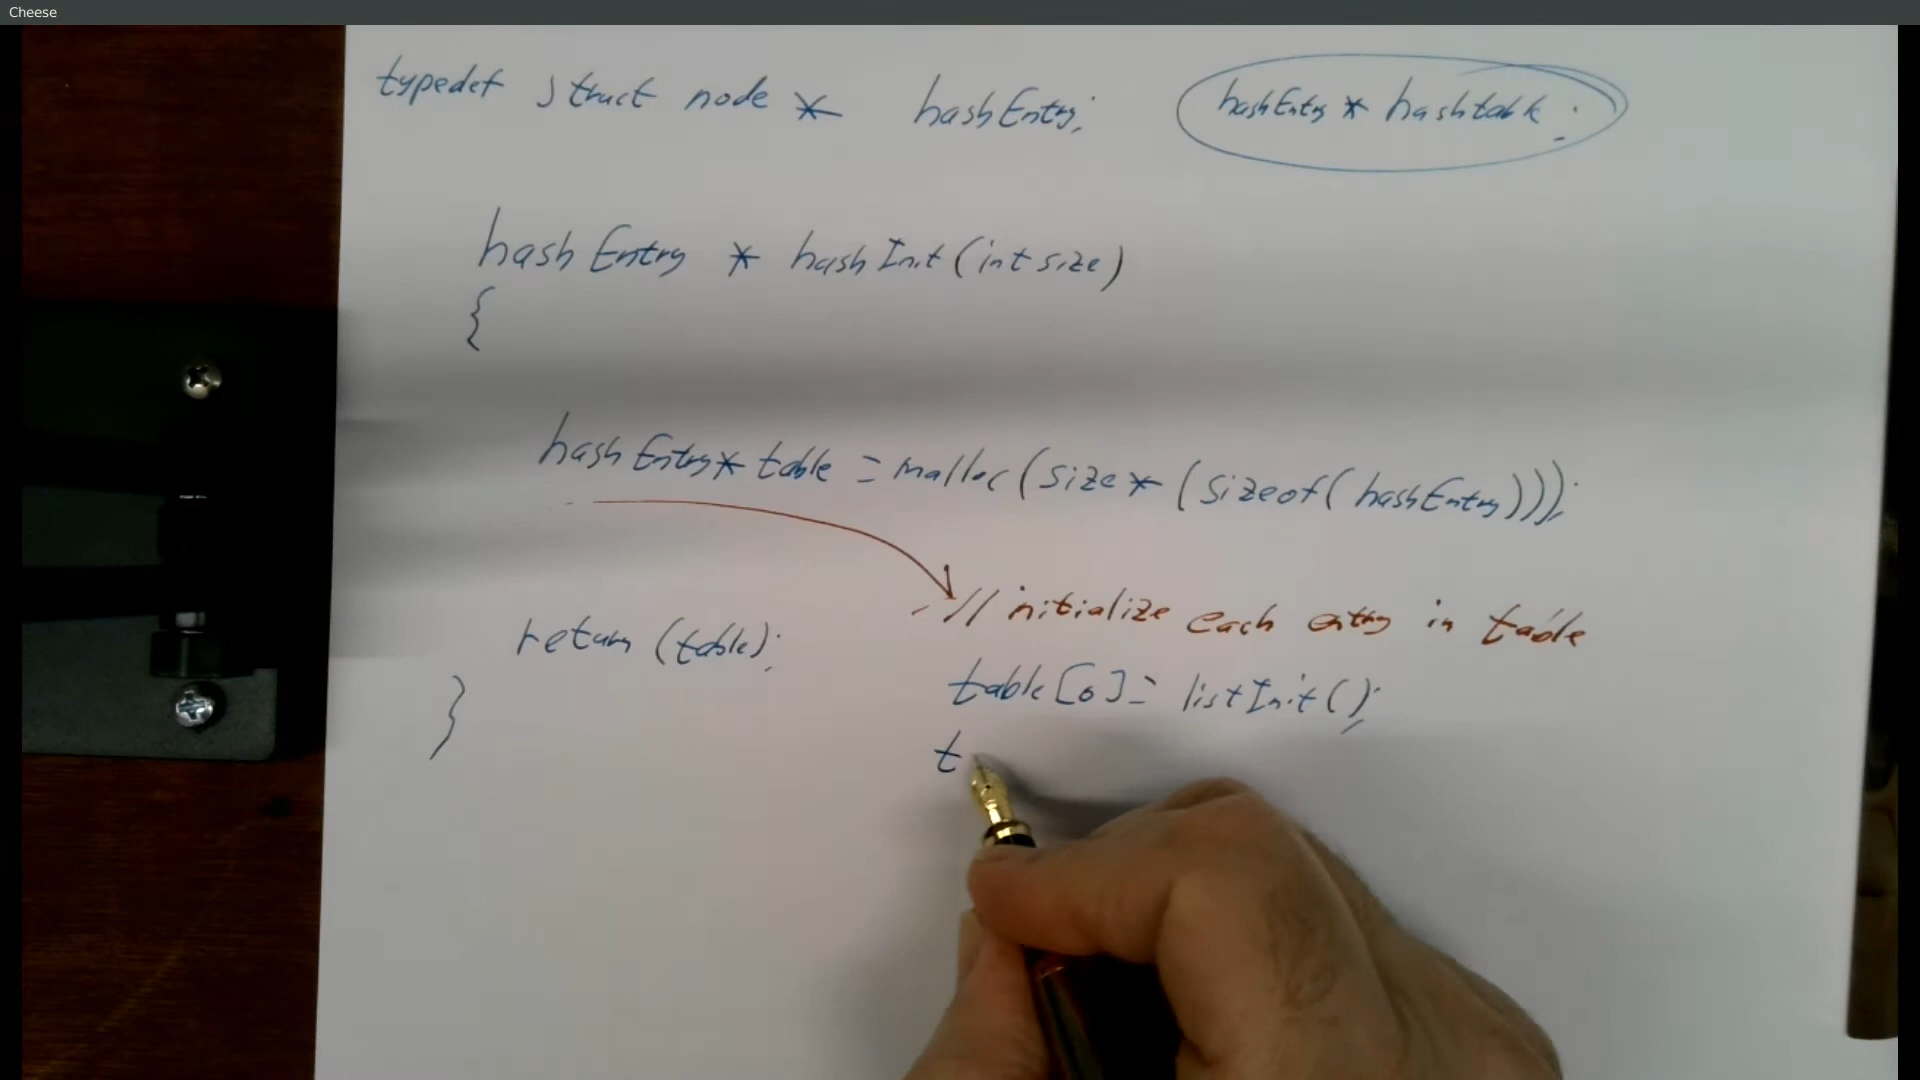 Cheese
typedef struct node * hashEntry; hashEntry * hashtable;
hashEntry * hashInit(int size)
{
hashEntry* table = malloc(size*(sizeof(hashEntry)));
// initialize each entry in table
return (table);
table[0]= listInit();
}
t